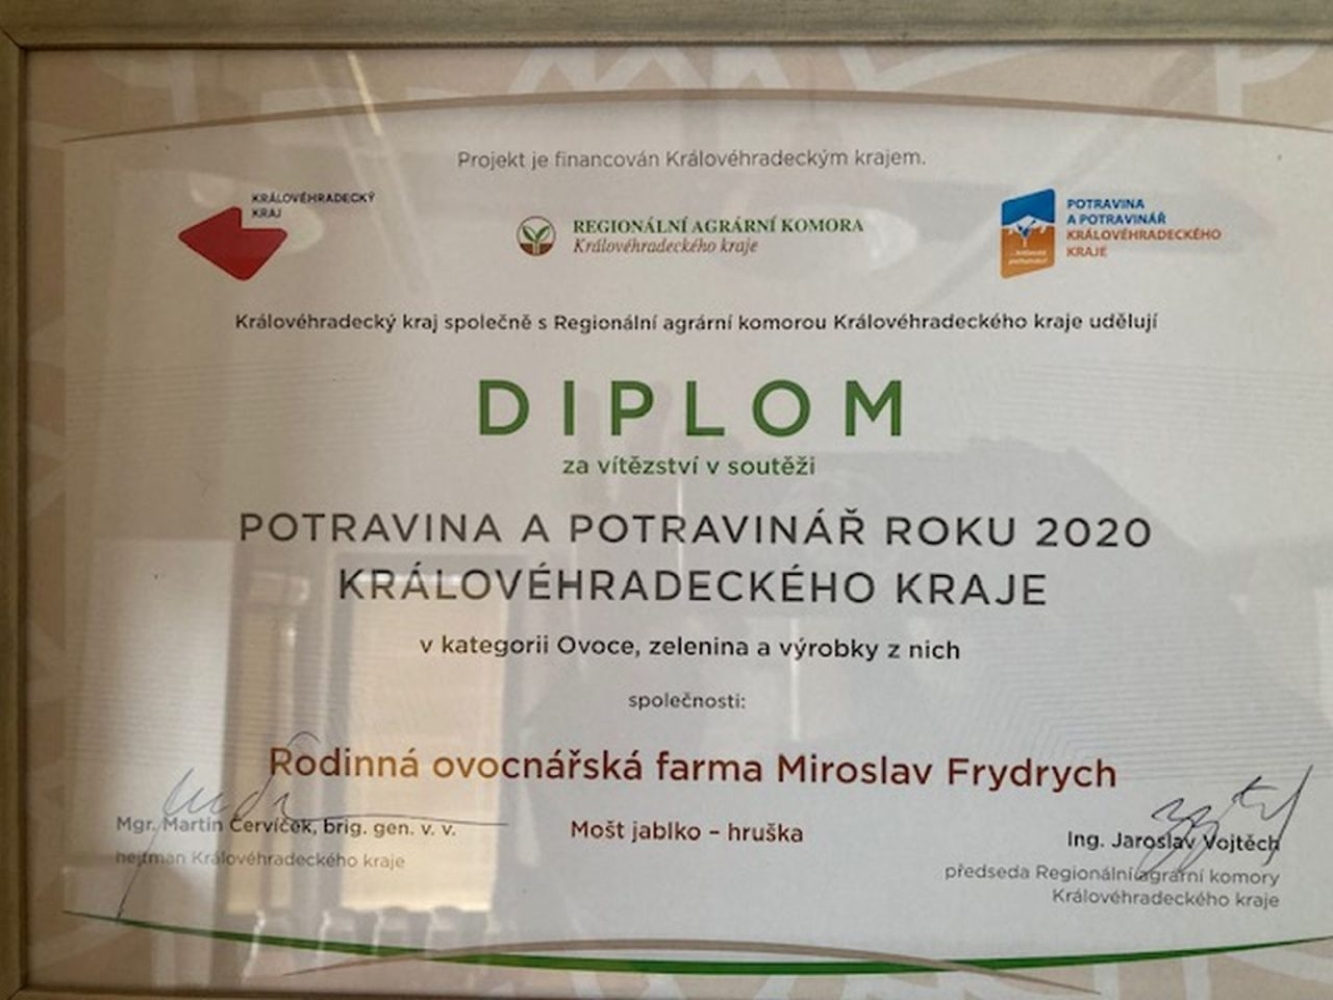 Projekt je financován Královéhradeckým krajem.
KRÁLOVÉHRADECKÝ
KRAJ
REGIONÁLNÍ AGRÁRNÍ KOMORA
Královéhradeckého kraje
POTRAVINA
A POTRAVINÁŘ
KRÁLOVÉHRADECKÉHO
KRAJE
Královéhradecký kraj společně s Regionální agrární komorou Královéhradeckého kraje udělují
DIPLOM
za vítězství v soutěži
POTRAVINA A POTRAVINÁŘ ROKU 2020
KRÁLOVÉHRADECKÉHO KRAJE
v kategorii Ovoce, zelenina a výrobky z nich
společnosti:
Rodinná ovocnářská farma Miroslav Frydrych
Mošt jablko – hruška
Mgr. Martin Červíček, brig. gen. v. v.
hejtman Královéhradeckého kraje
Ing. Jaroslav Vojtěch
předseda Regionální agrární komory
Královéhradeckého kraje